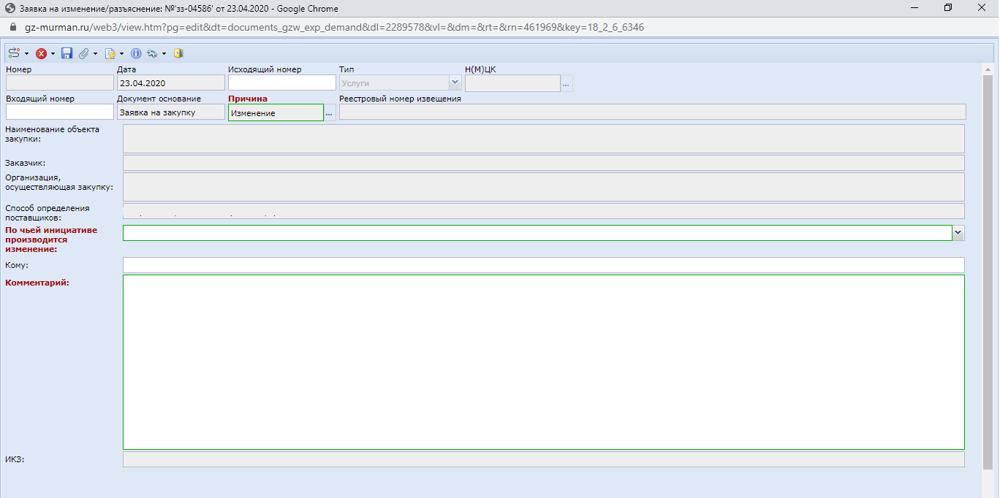 Заявка на изменение/разъяснение: №'зз-04586' от 23.04.2020 - Google Chrome
gz-murman.ru/web3/view.htm?pg=edit&dt=documents_gzw_exp_demand&dl=2289578&vl=&dm=&rt=&rn=461969&key=18_2_6_6346
Номер Дата Исходящий номер Тип Н(М)ЦК
23.04.2020 Услуги ...
Входящий номер Документ основание Причина Реестровый номер извещения
Заявка на закупку Изменение ...
Наименование объекта
закупки:
Заказчик:
Организация,
осуществляющая закупку:
Способ определения
поставщиков:
По чьей инициативе
производится
изменение:
Кому:
Комментарий:
ИКЗ: